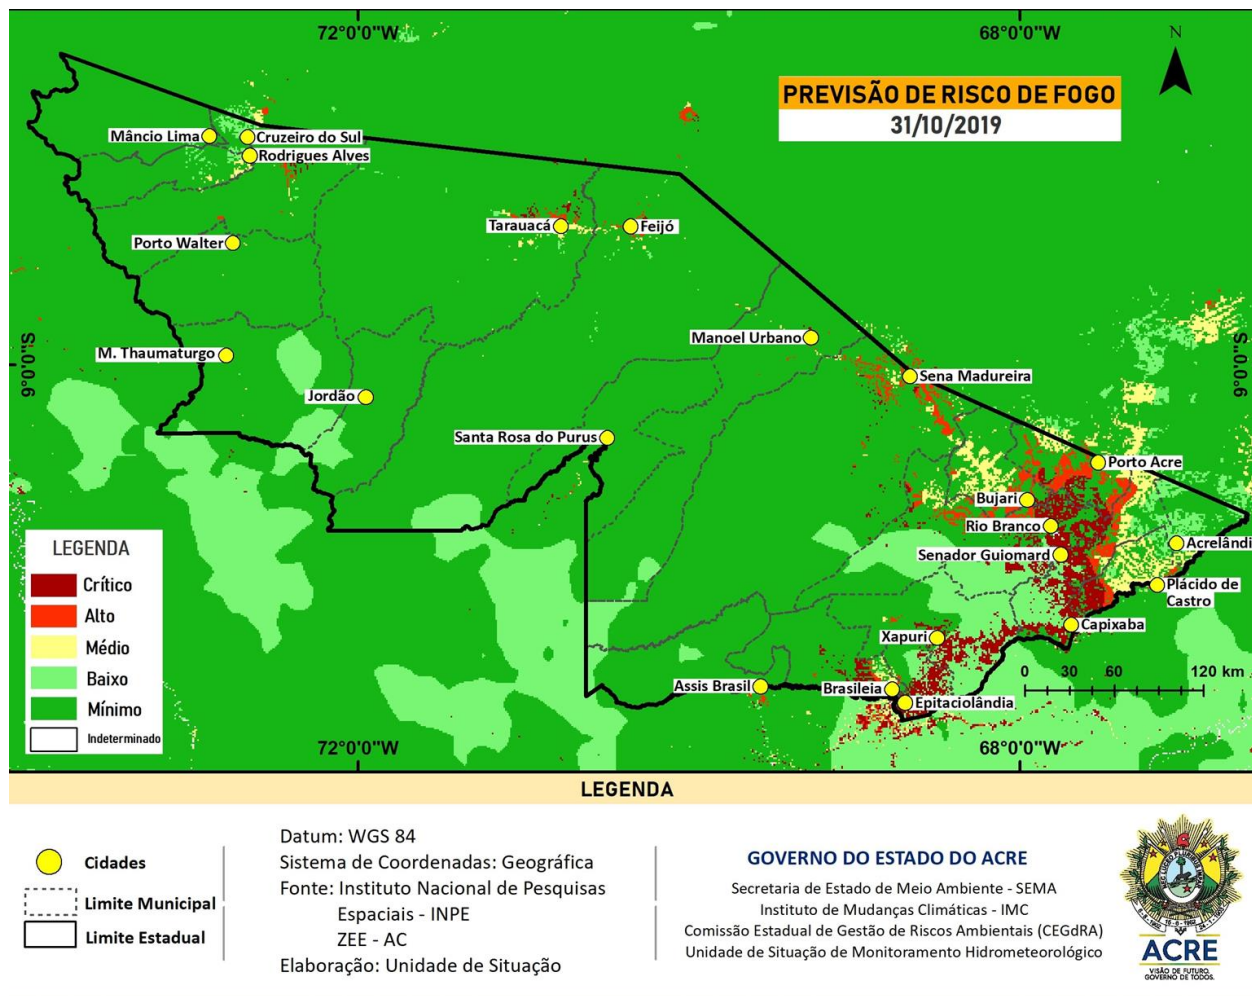 72°0'0"W
68°0'0"W
N
PREVISÃO DE RISCO DE FOGO
31/10/2019
Mâncio Lima
Cruzeiro do Sul
Rodrigues Alves
Porto Walter
Tarauacá
Feijó
M. Thaumaturgo
Jordão
Manoel Urbano
Sena Madureira
9°0'0"S
9°0'0"S
Santa Rosa do Purus
Porto Acre
Bujari
Rio Branco
Senador Guiomard
Acrelândi
Plácido de
Castro
Capixaba
Xapuri
Assis Brasil
Brasileia
Epitaciolândia
0 30 60 120 km
LEGENDA
Crítico
Alto
Médio
Baixo
Mínimo
Indeterminado
72°0'0"W
68°0'0"W
LEGENDA
Cidades
Limite Municipal
Limite Estadual
Datum: WGS 84
Sistema de Coordenadas: Geográfica
Fonte: Instituto Nacional de Pesquisas
Espaciais - INPE
ZEE - AC
Elaboração: Unidade de Situação
GOVERNO DO ESTADO DO ACRE
Secretaria de Estado de Meio Ambiente - SEMA
Instituto de Mudanças Climáticas - IMC
Comissão Estadual de Gestão de Riscos Ambientais (CEGdRA)
Unidade de Situação de Monitoramento Hidrometeorológico
ACRE
VISÃO DE FUTURO.
GOVERNO DE TODOS.